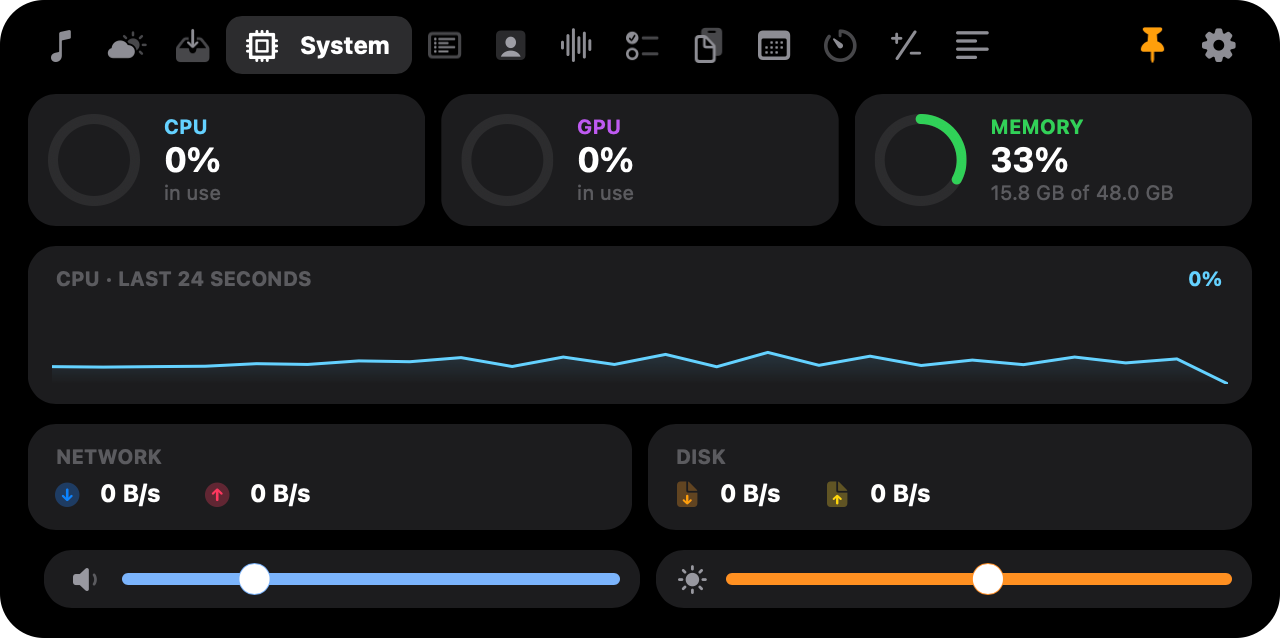 System
CPU
0%
in use
GPU
0%
in use
MEMORY
33%
15.8 GB of 48.0 GB
CPU · LAST 24 SECONDS 0%
NETWORK
0 B/s 0 B/s
DISK
0 B/s 0 B/s